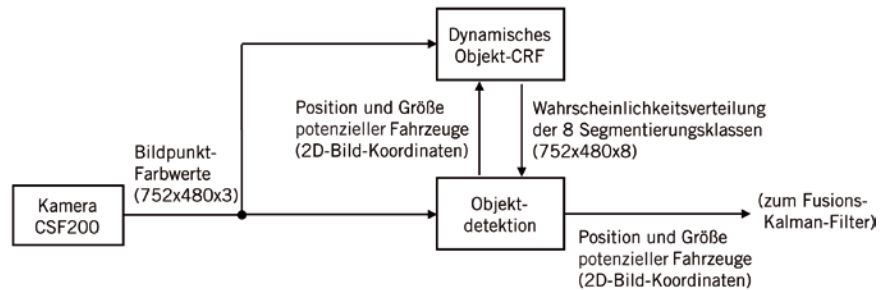 Dynamisches
Objekt-CRF
Position und Größe
potenzieller Fahrzeuge
(2D-Bild-Koordinaten)
Wahrscheinlichkeitsverteilung
der 8 Segmentierungsklassen
(752x480x8)
Bildpunkt-
Farbwerte
(752x480x3)
Kamera
CSF200
Objekt-
detektion
(zum Fusions-
Kalman-Filter)
Position und Größe
potenzieller Fahrzeuge
(2D-Bild-Koordinaten)